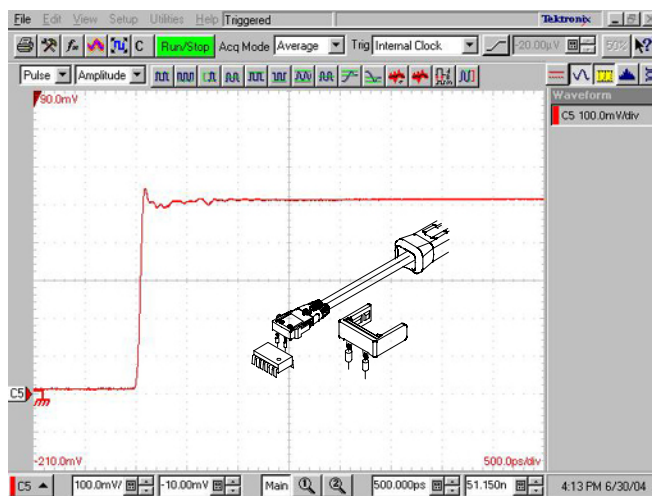 File Edit View Setup Utilities Help Triggered Tektronix
C Run/Stop Acq Mode Average Trig Internal Clock -20.00µV 50%
Pulse Amplitude
90.0mV
Waveform
C5 100.0mV/div
C5
-210.0mV 500.0ps/div
C5 100.0mV/ -10.00mV Main 1 2 500.000ps 51.150n 4:13 PM 6/30/04